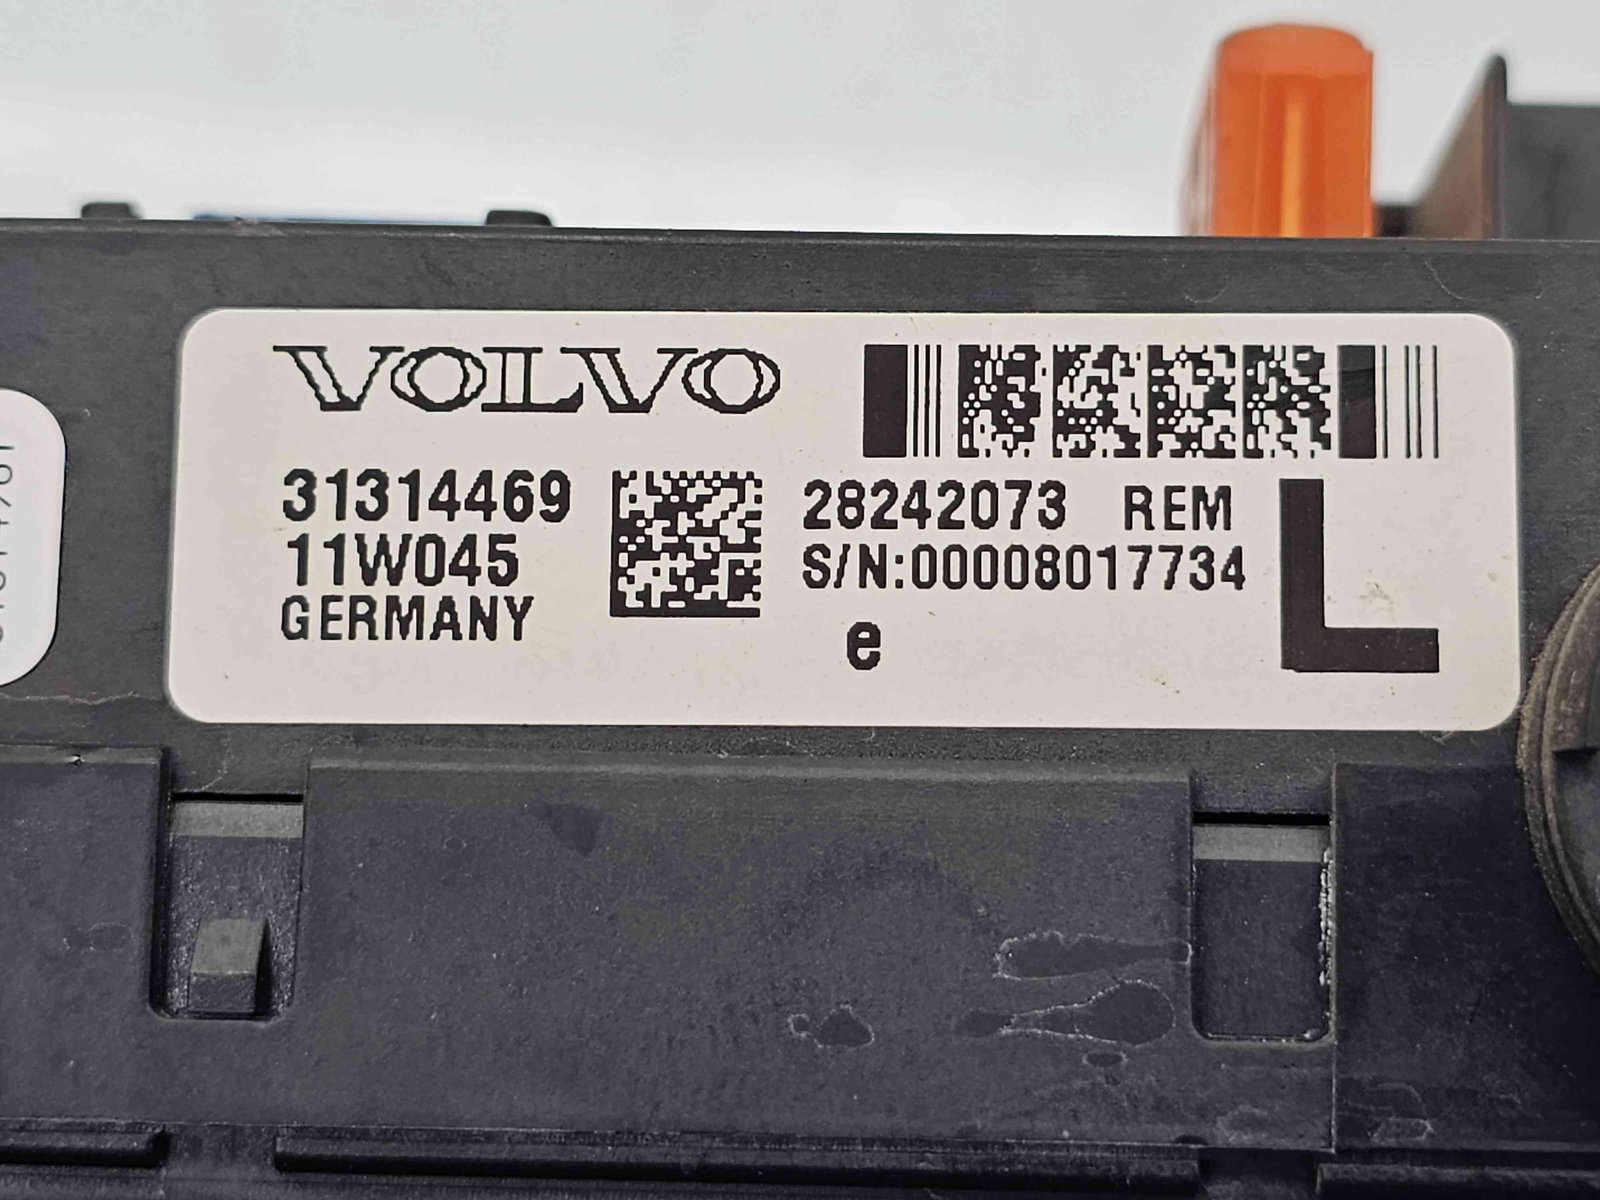 VOLVO
31314469
11W045
GERMANY
28242073 REM
S/N:00008017734
e
L